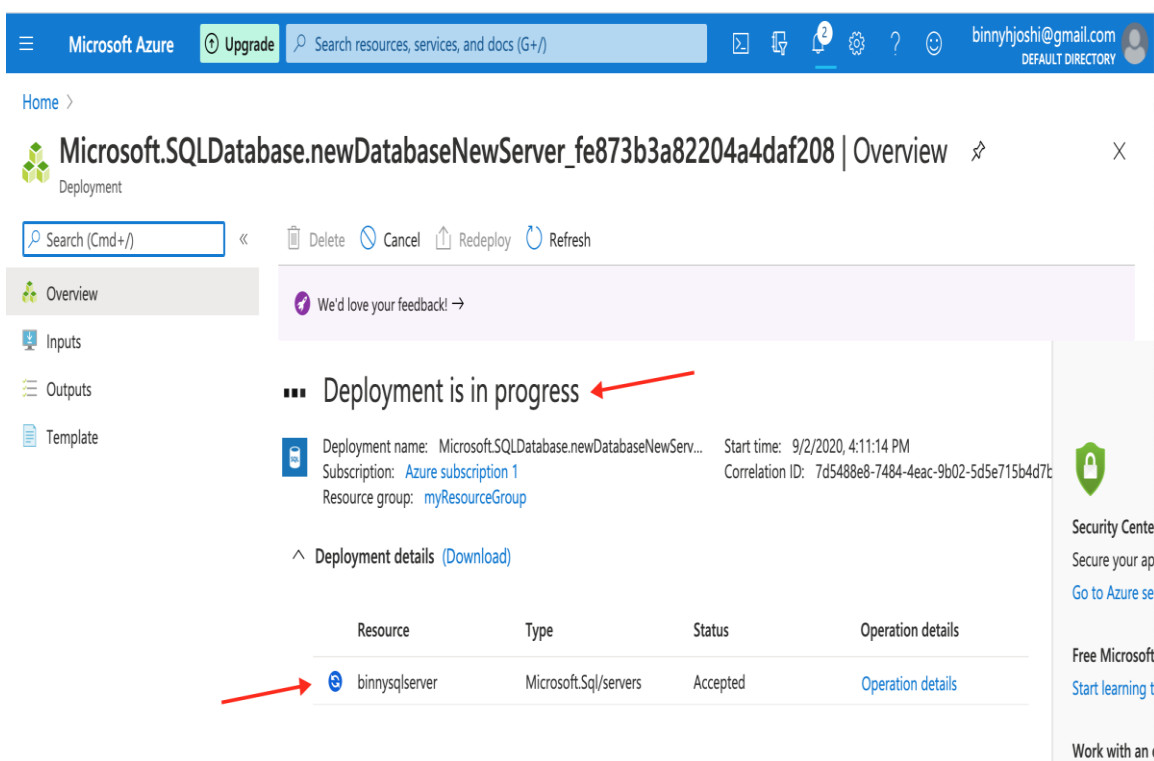 Microsoft Azure Upgrade Search resources, services, and docs (G+/) 2 binnyhjoshi@gmail.com
DEFAULT DIRECTORY
Home >
Microsoft.SQLDatabase.newDatabaseNewServer_fe873b3a82204a4daf208 | Overview
Deployment
Search (Cmd+/) « Delete Cancel Redeploy Refresh
Overview
We'd love your feedback! →
Inputs
Outputs
Template
Deployment is in progress
Deployment name: Microsoft.SQLDatabase.newDatabaseNewServ... Start time: 9/2/2020, 4:11:14 PM
Subscription: Azure subscription 1 Correlation ID: 7d5488e8-7484-4eac-9b02-5d5e715b4d7b
Resource group: myResourceGroup
Deployment details (Download)
Resource Type Status Operation details
binnysqlserver Microsoft.Sql/servers Accepted Operation details
Security Cente
Secure your ap
Go to Azure se
Free Microsoft
Start learning t
Work with an